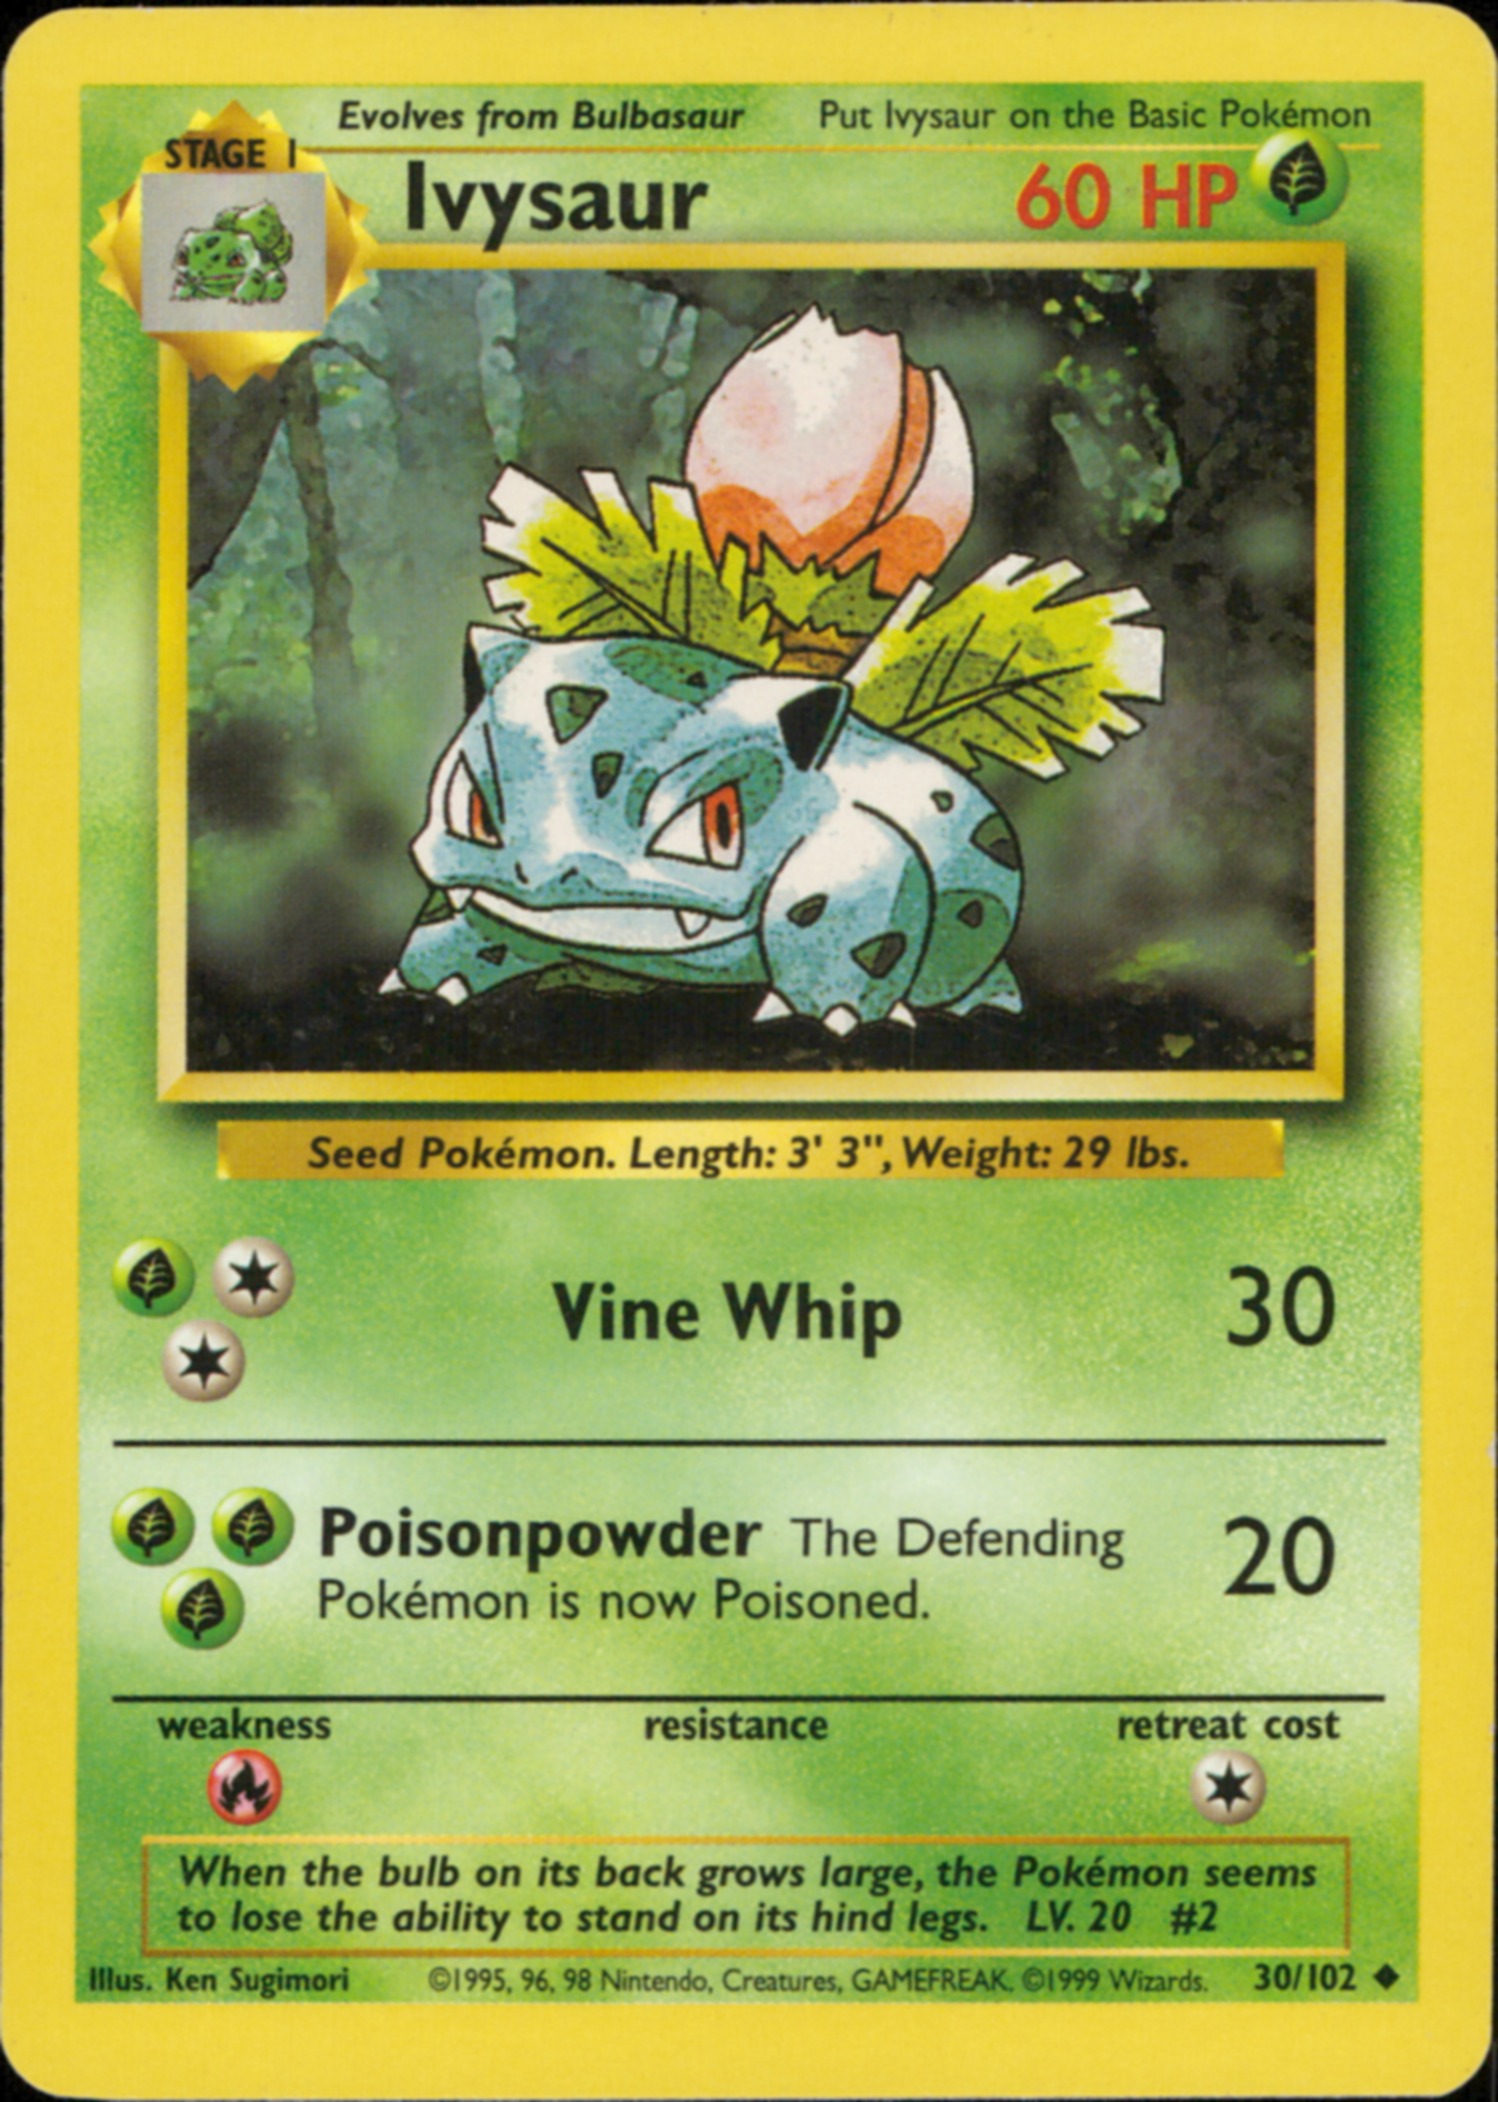 Evolves from Bulbasaur Put Ivysaur on the Basic Pokémon
STAGE 1
Ivysaur 60 HP
Seed Pokémon. Length: 3' 3", Weight: 29 lbs.
Vine Whip 30
Poisonpowder The Defending
Pokémon is now Poisoned. 20
weakness resistance retreat cost
When the bulb on its back grows large, the Pokémon seems
to lose the ability to stand on its hind legs. LV. 20 #2
Illus. Ken Sugimori ©1995, 96, 98 Nintendo, Creatures, GAMEFREAK. ©1999 Wizards. 30/102